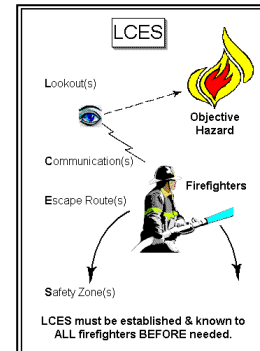 LCES
Lookout(s)
Objective
Hazard
Communication(s)
Firefighters
Escape Route(s)
Safety Zone(s)
LCES must be established & known to
ALL firefighters BEFORE needed.